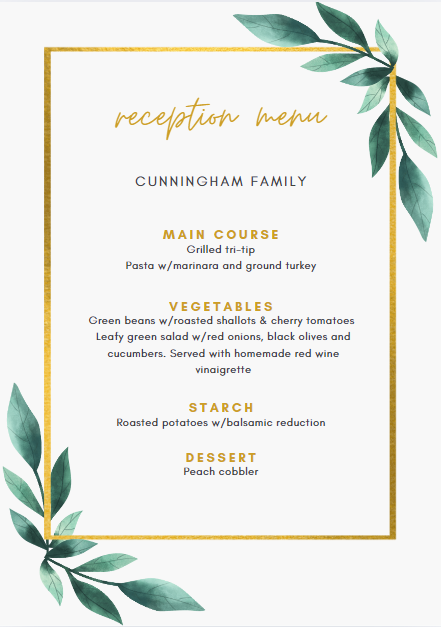 reception menu
CUNNINGHAM FAMILY
MAIN COURSE
Grilled tri-tip
Pasta w/marinara and ground turkey
VEGETABLES
Green beans w/roasted shallots & cherry tomatoes
Leafy green salad w/red onions, black olives and
cucumbers. Served with homemade red wine
vinaigrette
STARCH
Roasted potatoes w/balsamic reduction
DESSERT
Peach cobbler